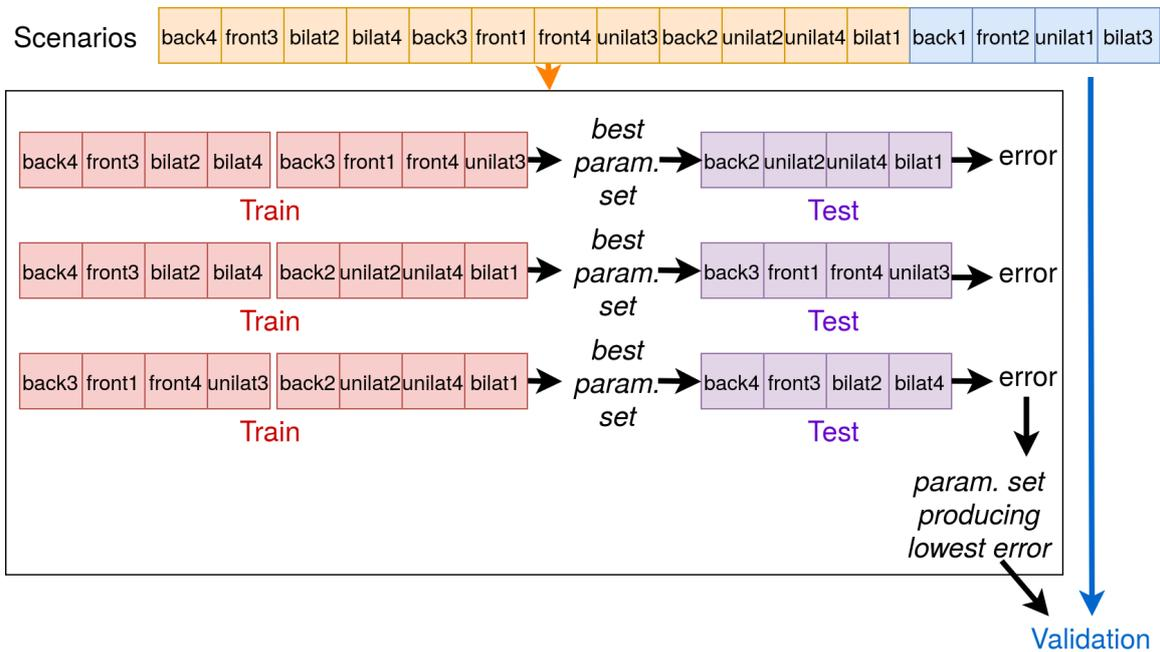 Scenarios back4 front3 bilat2 bilat4 back3 front1 front4 unilat3 back2 unilat2 unilat4 bilat1 back1 front2 unilat1 bilat3
back4 front3 bilat2 bilat4 back3 front1 front4 unilat3
best
param.
set
back2 unilat2 unilat4 bilat1
error
Train
Test
back4 front3 bilat2 bilat4 back2 unilat2 unilat4 bilat1
best
param.
set
back3 front1 front4 unilat3
error
Train
Test
back3 front1 front4 unilat3 back2 unilat2 unilat4 bilat1
best
param.
set
back4 front3 bilat2 bilat4
error
Train
Test
param. set
producing
lowest error
Validation